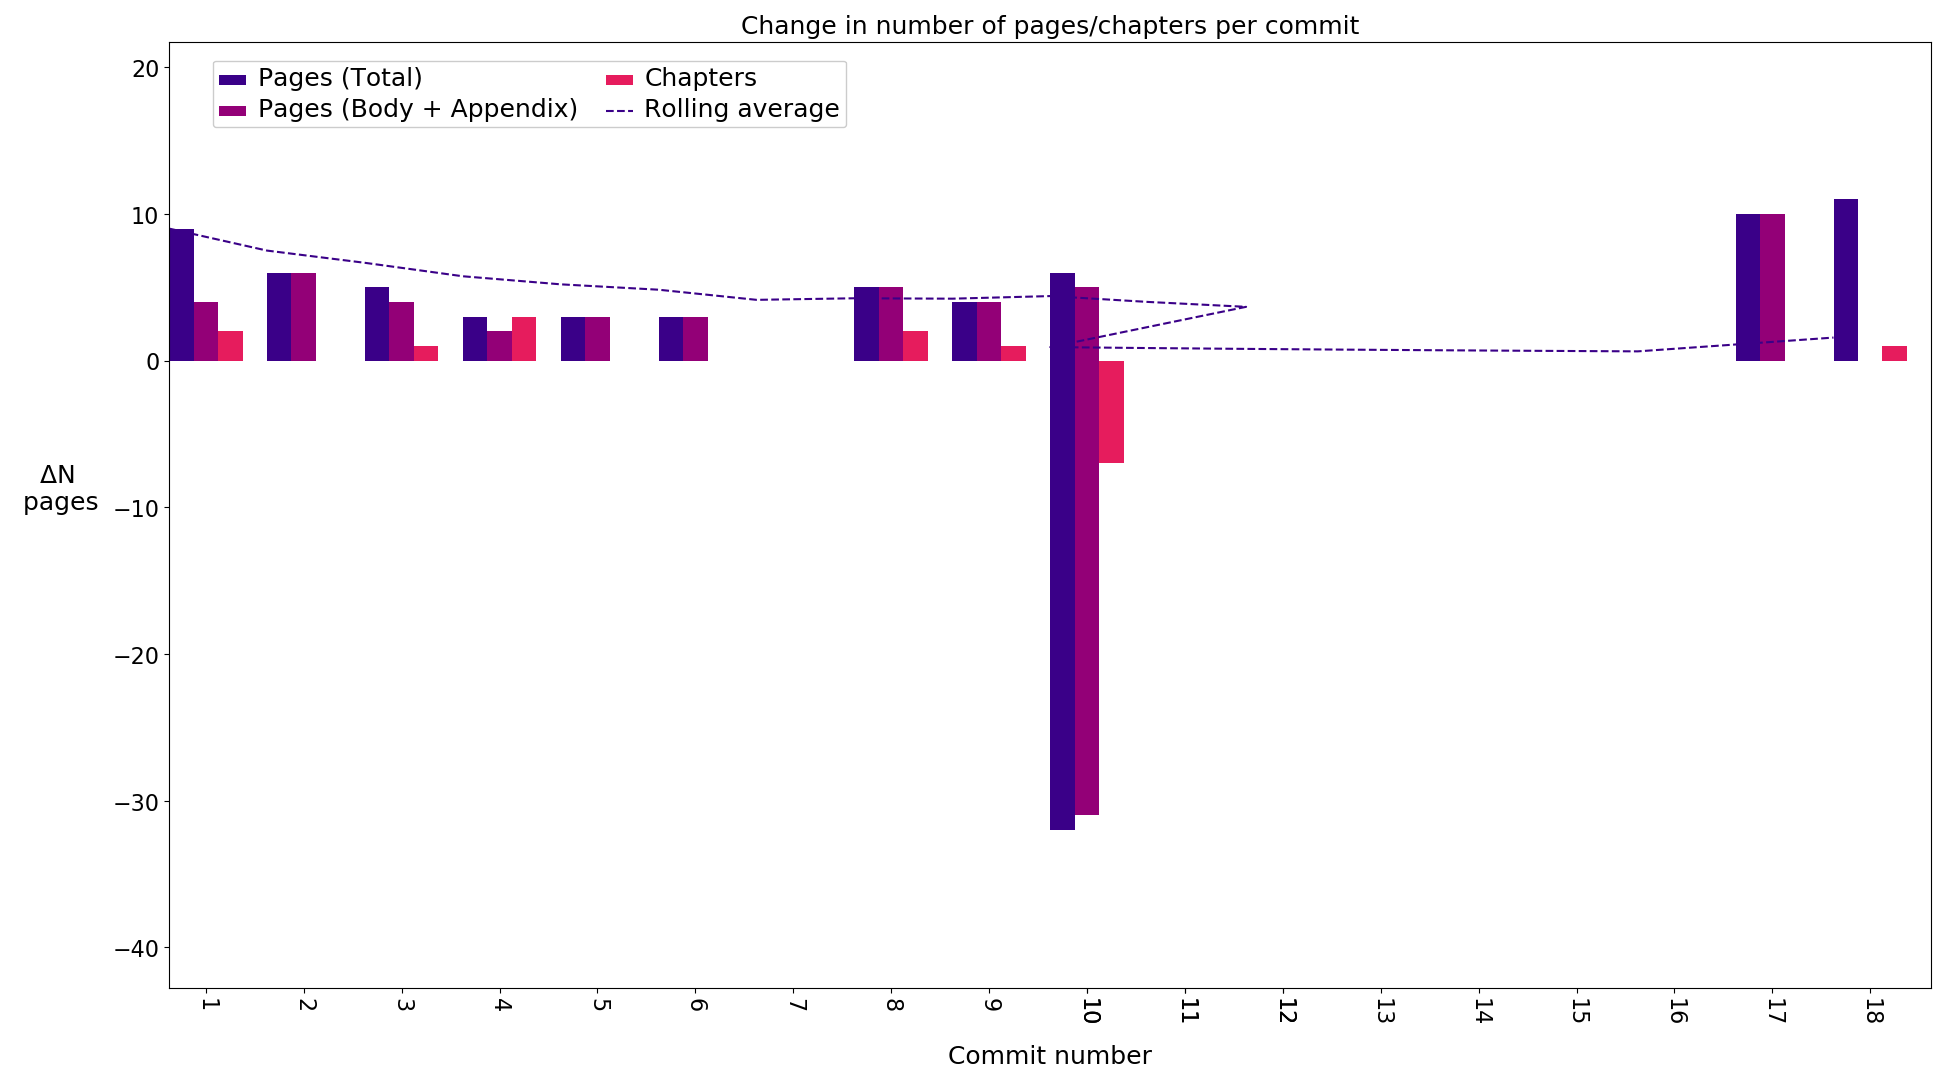 Change in number of pages/chapters per commit
Pages (Total)
Pages (Body + Appendix)
Chapters
Rolling average
20
10
0
−10
−20
−30
−40
ΔN
pages
1 2 3 4 5 6 7 8 9 10 11 12 13 14 15 16 17 18
Commit number